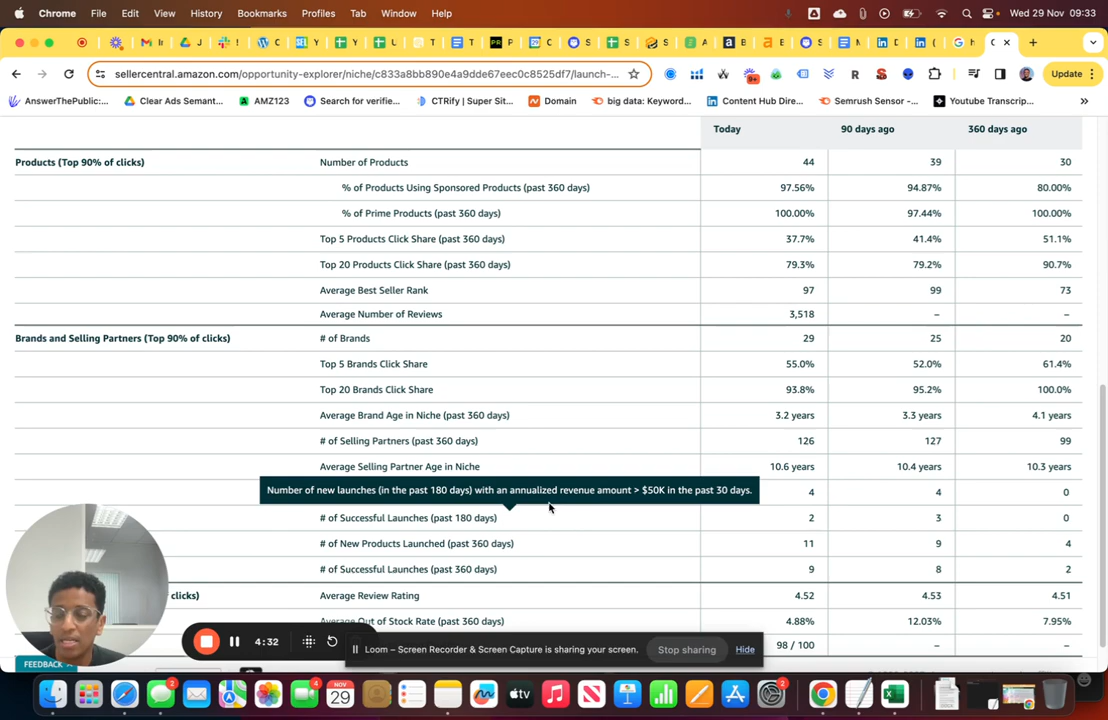 Chrome File Edit View History Bookmarks Profiles Tab Window Help Wed 29 Nov 09:33
sellercentral.amazon.com/opportunity-explorer/niche/c833a8bb890e4a9dde67eec0c8525df7/launch-... Update
AnswerThePublic:... Clear Ads Semant... AMZ123 Search for verifie... CTRify | Super Sit... Domain big data: Keyword... Content Hub Dire... Semrush Sensor -... Youtube Transcrip... »
Today 90 days ago 360 days ago
Products (Top 90% of clicks) Number of Products 44 39 30
% of Products Using Sponsored Products (past 360 days) 97.56% 94.87% 80.00%
% of Prime Products (past 360 days) 100.00% 97.44% 100.00%
Top 5 Products Click Share (past 360 days) 37.7% 41.4% 51.1%
Top 20 Products Click Share (past 360 days) 79.3% 79.2% 90.7%
Average Best Seller Rank 97 99 73
Average Number of Reviews 3,518 – –
Brands and Selling Partners (Top 90% of clicks) # of Brands 29 25 20
Top 5 Brands Click Share 55.0% 52.0% 61.4%
Top 20 Brands Click Share 93.8% 95.2% 100.0%
Average Brand Age in Niche (past 360 days) 3.2 years 3.3 years 4.1 years
# of Selling Partners (past 360 days) 126 127 99
Average Selling Partner Age in Niche 10.6 years 10.4 years 10.3 years
Number of new launches (in the past 180 days) with an annualized revenue amount > $50K in the past 30 days. 4 4 0
# of Successful Launches (past 180 days) 2 3 0
# of New Products Launched (past 360 days) 11 9 4
# of Successful Launches (past 360 days) 9 8 2
clicks) Average Review Rating 4.52 4.53 4.51
Average Out of Stock Rate (past 360 days) 4.88% 12.03% 7.95%
4:32 Loom – Screen Recorder & Screen Capture is sharing your screen. Stop sharing Hide 98 / 100 – –
FEEDBACK